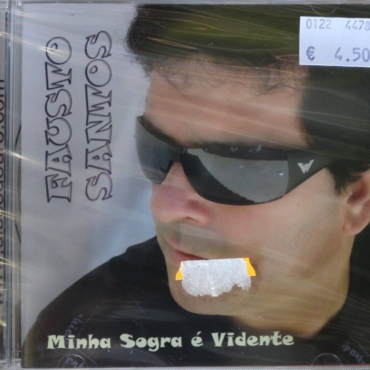 0122 4478
€ 4.50
FAUSTO
SANTOS
Minha Sogra é Vidente